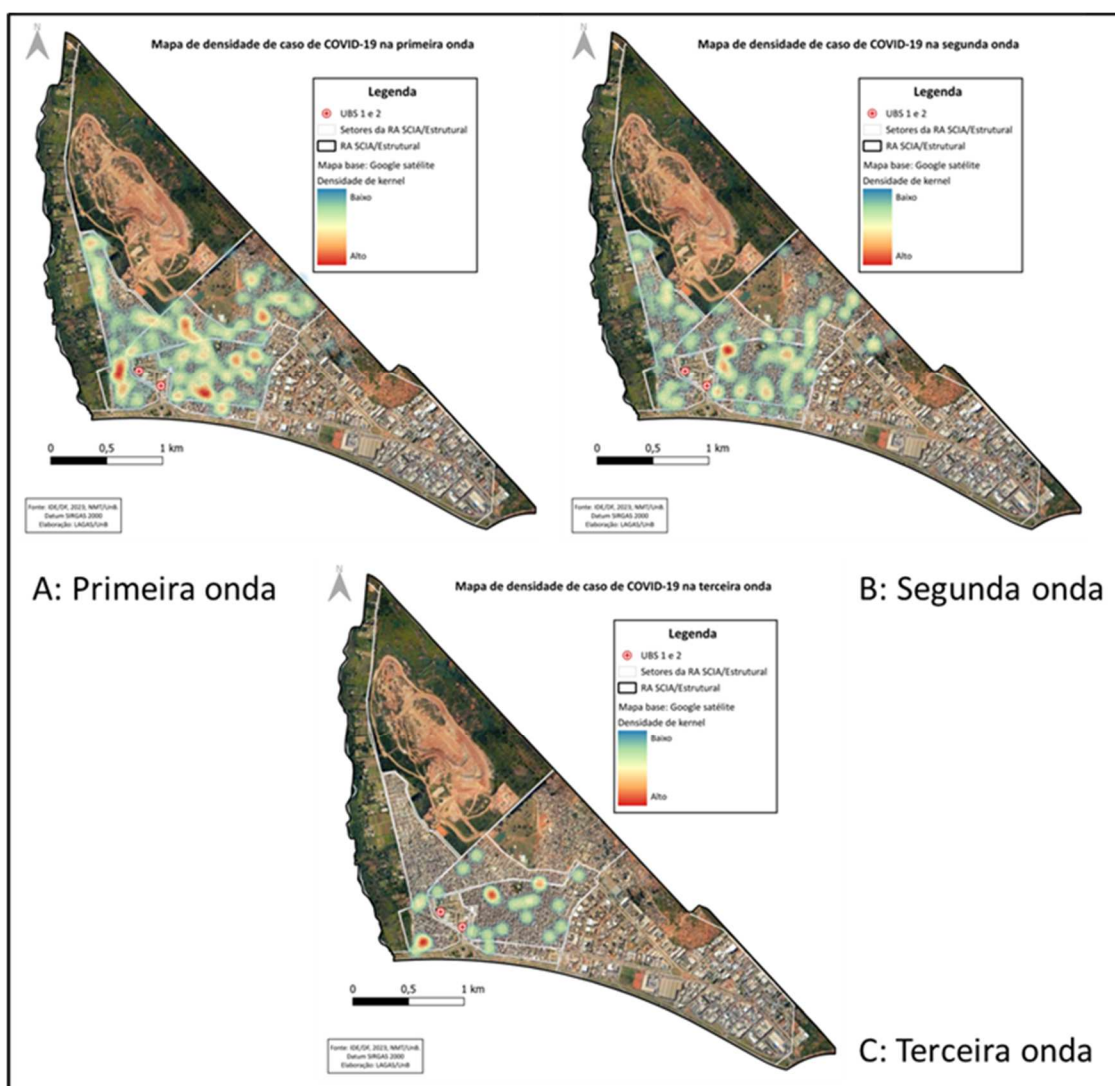 N
Mapa de densidade de caso de COVID-19 na primeira onda
Legenda
UBS 1 e 2
Setores da RA SCIA/Estrutural
RA SCIA/Estrutural
Mapa base: Google satélite
Densidade de kernel
Baixo
Alto
0 0,5 1 km
Fonte: IDE/DF, 2023, NMT/UnB.
Datum SIRGAS 2000
Elaboração: LAGAS/UnB
A: Primeira onda
N
Mapa de densidade de caso de COVID-19 na segunda onda
Legenda
UBS 1 e 2
Setores da RA SCIA/Estrutural
RA SCIA/Estrutural
Mapa base: Google satélite
Densidade de kernel
Baixo
Alto
0 0,5 1 km
Fonte: IDE/DF, 2023, NMT/UnB.
Datum SIRGAS 2000
Elaboração: LAGAS/UnB
B: Segunda onda
N
Mapa de densidade de caso de COVID-19 na terceira onda
Legenda
UBS 1 e 2
Setores da RA SCIA/Estrutural
RA SCIA/Estrutural
Mapa base: Google satélite
Densidade de kernel
Baixo
Alto
0 0,5 1 km
Fonte: IDE/DF, 2023, NMT/UnB.
Datum SIRGAS 2000
Elaboração: LAGAS/UnB
C: Terceira onda